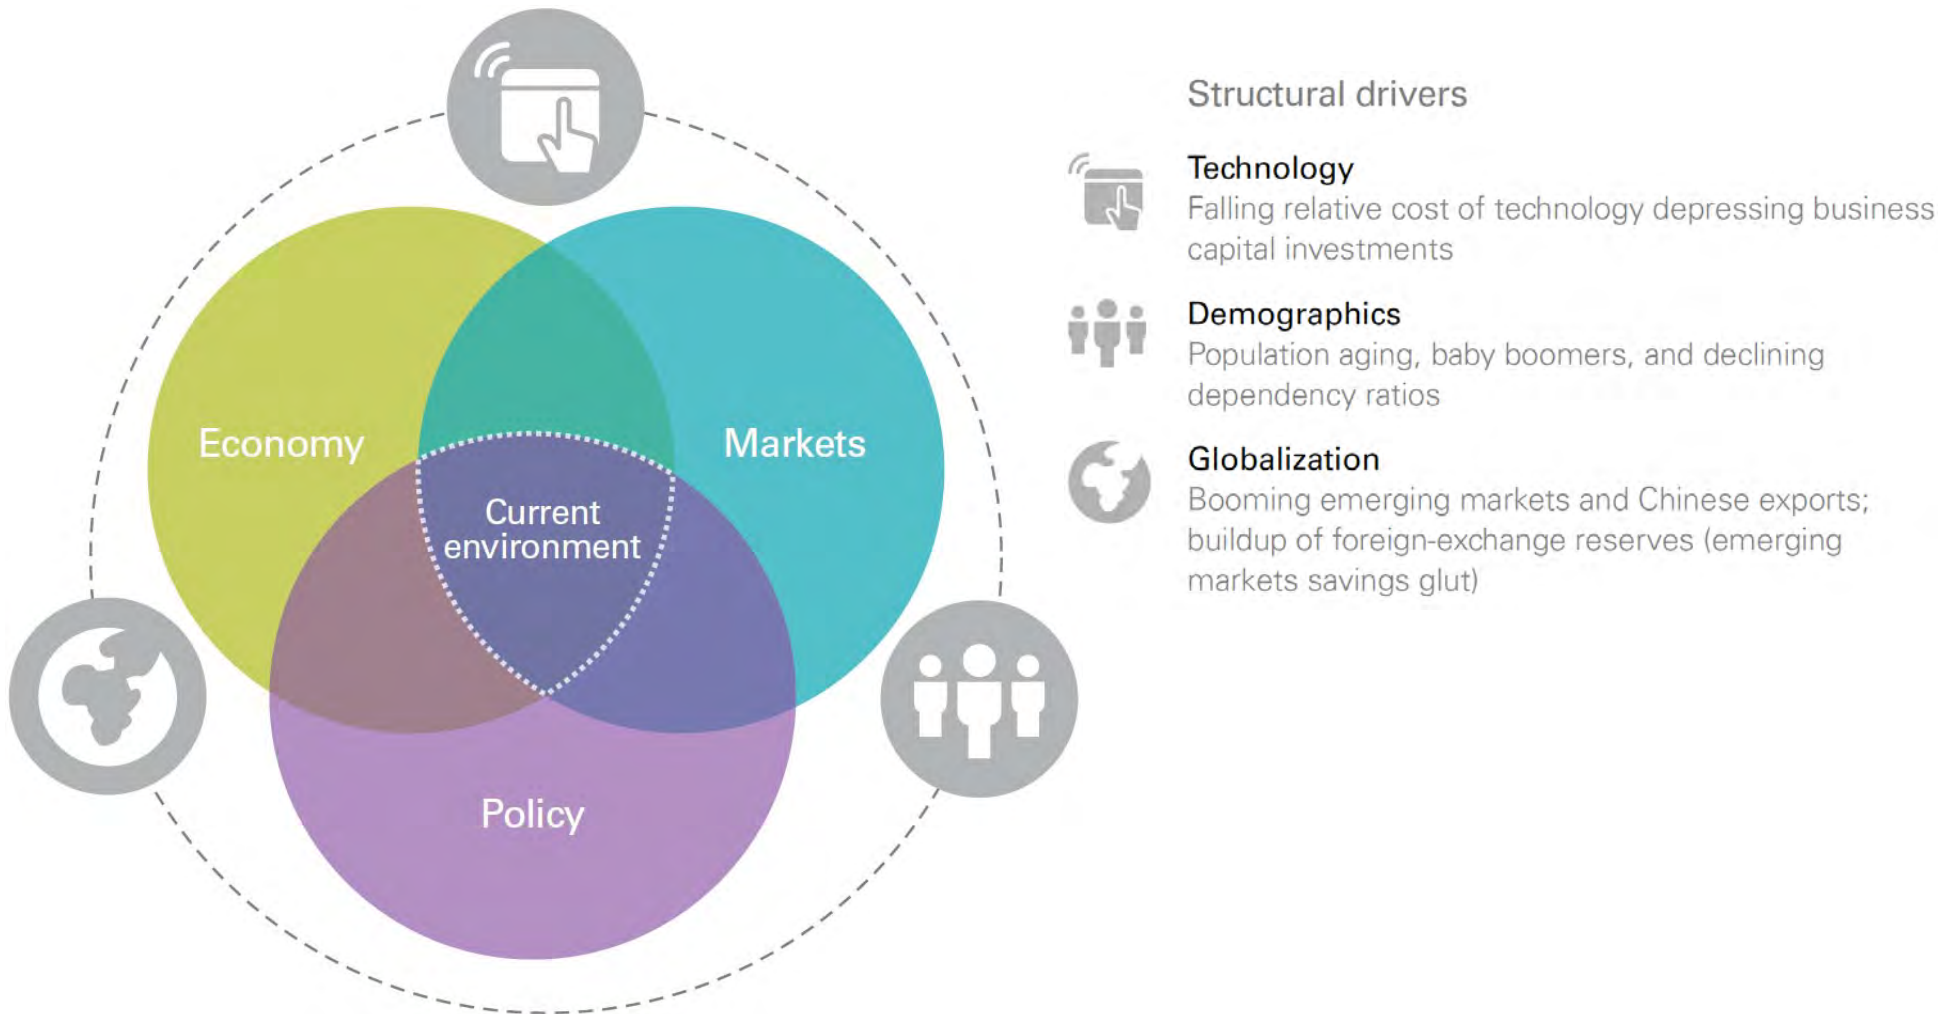 Economy
Markets
Current
environment
Policy
Structural drivers
Technology
Falling relative cost of technology depressing business
capital investments
Demographics
Population aging, baby boomers, and declining
dependency ratios
Globalization
Booming emerging markets and Chinese exports;
buildup of foreign-exchange reserves (emerging
markets savings glut)